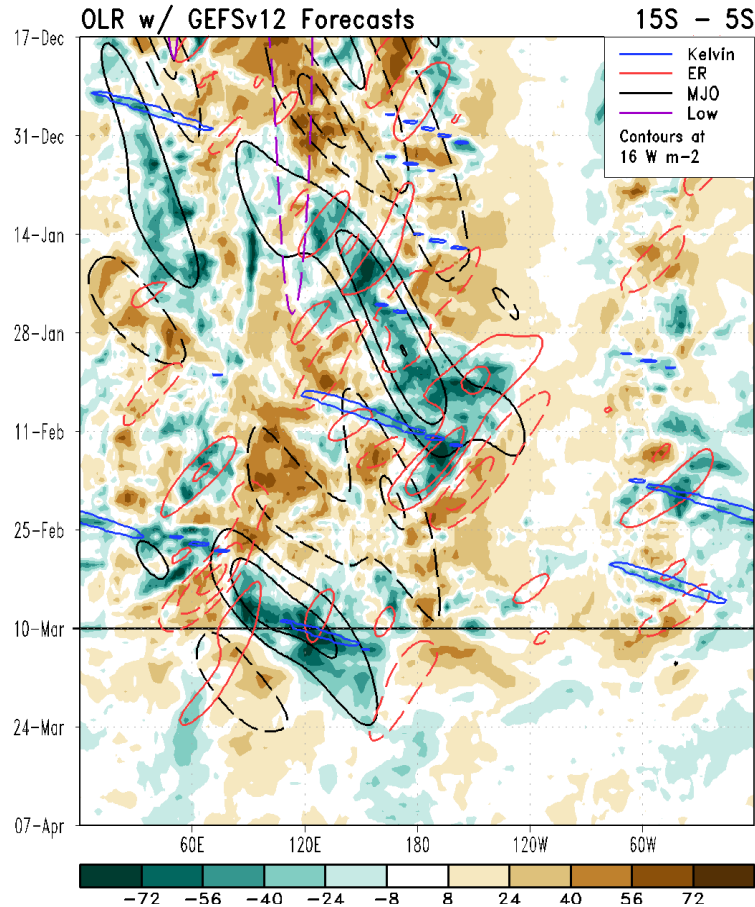 OLR w/ GEFSv12 Forecasts 15S - 5S
17-Dec
Kelvin
ER
MJO
Low
Contours at
16 W m-2
31-Dec
14-Jan
28-Jan
11-Feb
25-Feb
10-Mar
24-Mar
07-Apr
60E 120E 180 120W 60W
-72 -56 -40 -24 -8 8 24 40 56 72